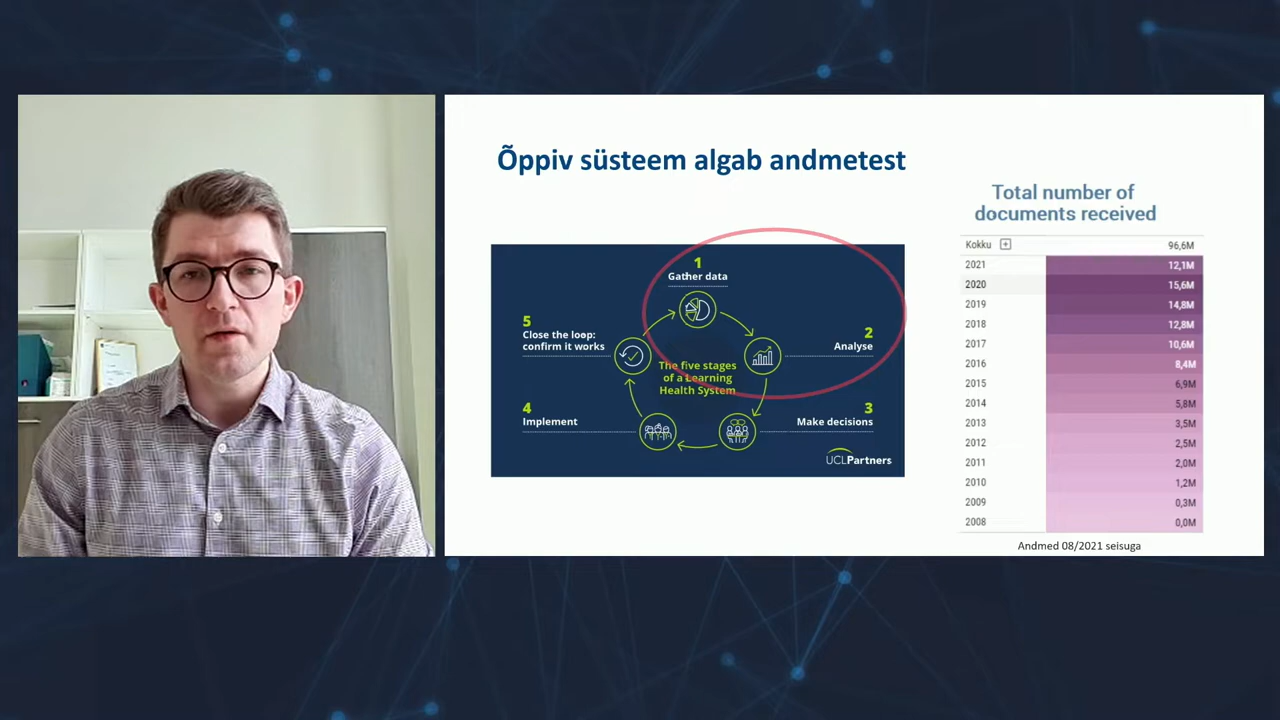 Õppiv süsteem algab andmetest
1
Gather data
2
Analyse
3
Make decisions
4
Implement
5
Close the loop:
confirm it works
The five stages
of a Learning
Health System
UCLPartners
Total number of
documents received
Kokku 96,6M
2021 12,1M
2020 15,6M
2019 14,8M
2018 12,8M
2017 10,6M
2016 8,4M
2015 6,9M
2014 5,8M
2013 3,5M
2012 2,5M
2011 2,0M
2010 1,2M
2009 0,3M
2008 0,0M
Andmed 08/2021 seisuga